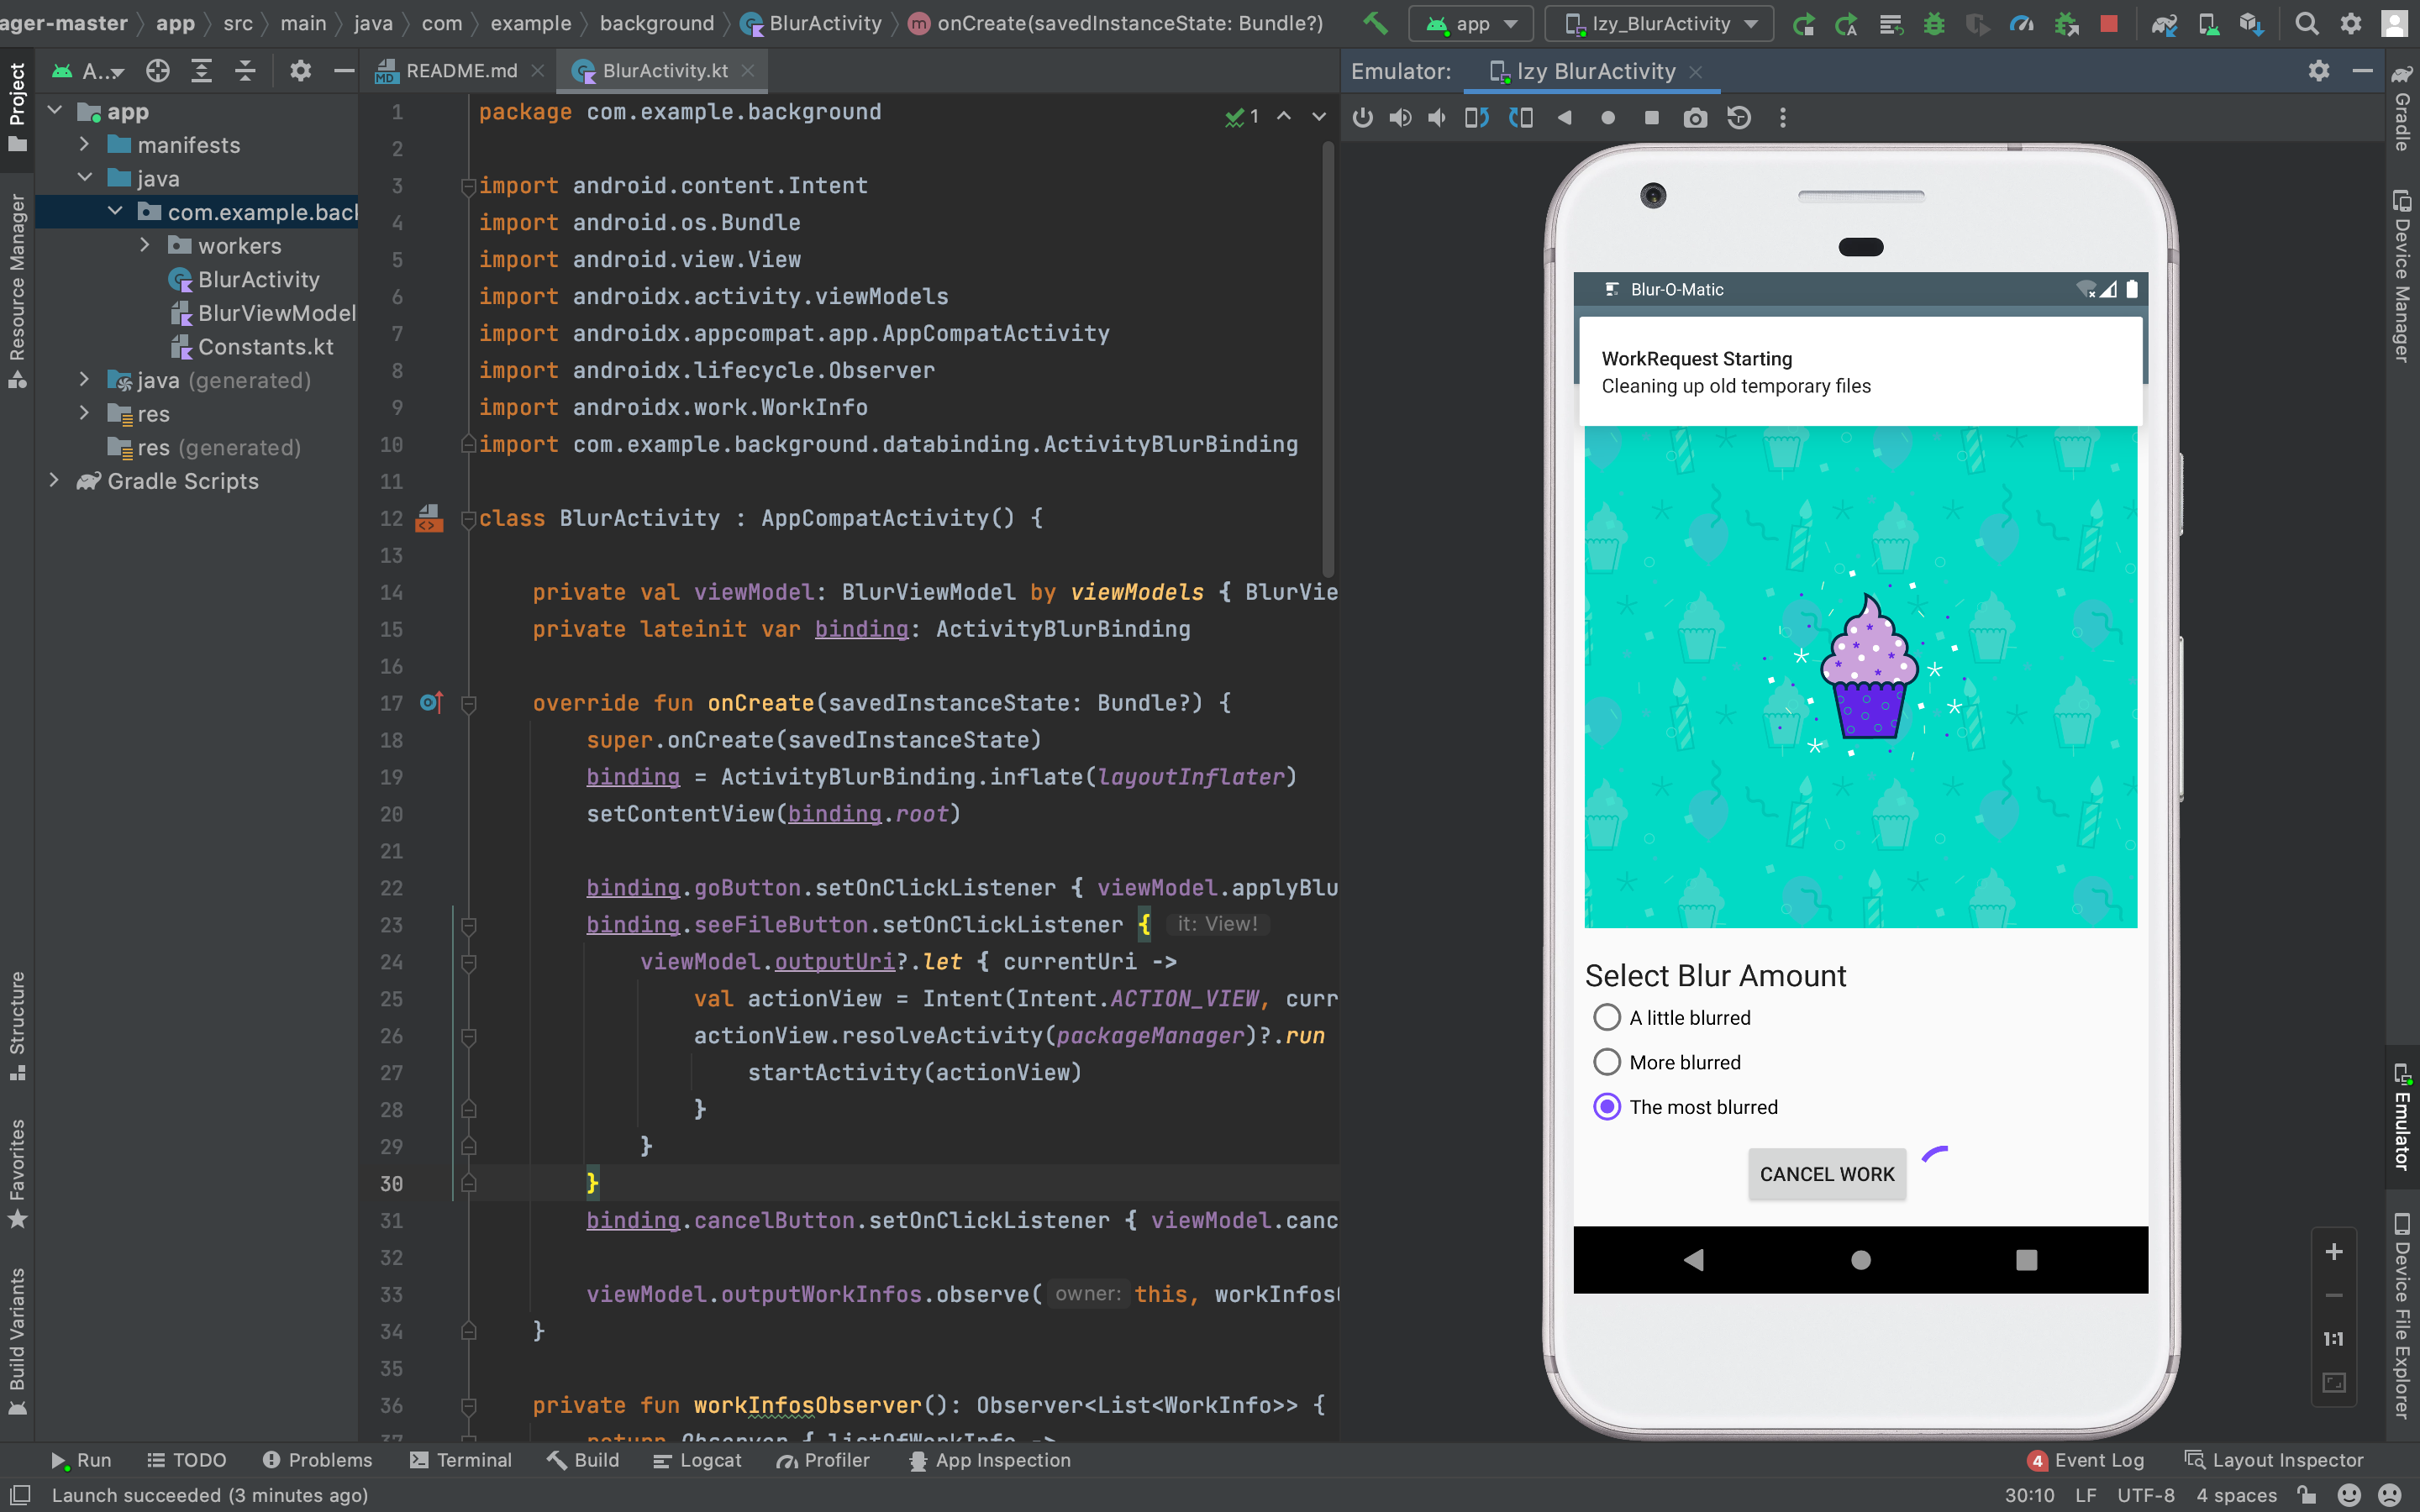 ager-master app src main java com example background BlurActivity m onCreate(savedInstanceState: Bundle?) app Izy_BlurActivity
A... README.md BlurActivity.kt Emulator: Izy BlurActivity
Project
Resource Manager
Structure
Favorites
Build Variants
app
manifests
java
com.example.bac
workers
BlurActivity
BlurViewModel
Constants.kt
java (generated)
res
res (generated)
Gradle Scripts
1 package com.example.background
1
2
3 import android.content.Intent
4 import android.os.Bundle
5 import android.view.View
6 import androidx.activity.viewModels
7 import androidx.appcompat.app.AppCompatActivity
8 import androidx.lifecycle.Observer
9 import androidx.work.WorkInfo
10 import com.example.background.databinding.ActivityBlurBinding
11
12 class BlurActivity : AppCompatActivity() {
13
14 private val viewModel: BlurViewModel by viewModels { BlurVie
15 private lateinit var binding: ActivityBlurBinding
16
17 override fun onCreate(savedInstanceState: Bundle?) {
18 super.onCreate(savedInstanceState)
19 binding = ActivityBlurBinding.inflate(layoutInflater)
20 setContentView(binding.root)
21
22 binding.goButton.setOnClickListener { viewModel.applyBlu
23 binding.seeFileButton.setOnClickListener { it: View!
24 viewModel.outputUri?.let { currentUri ->
25 val actionView = Intent(Intent.ACTION_VIEW, curr
26 actionView.resolveActivity(packageManager)?.run
27 startActivity(actionView)
28 }
29 }
30 }
31 binding.cancelButton.setOnClickListener { viewModel.canc
32
33 viewModel.outputWorkInfos.observe( owner: this, workInfos
34 }
35
36 private fun workInfosObserver(): Observer<List<WorkInfo>> {
37 return Observer { listOfWorkInfo ->
Blur-O-Matic
WorkRequest Starting
Cleaning up old temporary files
Select Blur Amount
A little blurred
More blurred
The most blurred
CANCEL WORK
1:1
Gradle
Device Manager
Emulator
Device File Explorer
Run TODO Problems Terminal Build Logcat Profiler App Inspection 4 Event Log Layout Inspector
Launch succeeded (3 minutes ago) 30:10 LF UTF-8 4 spaces